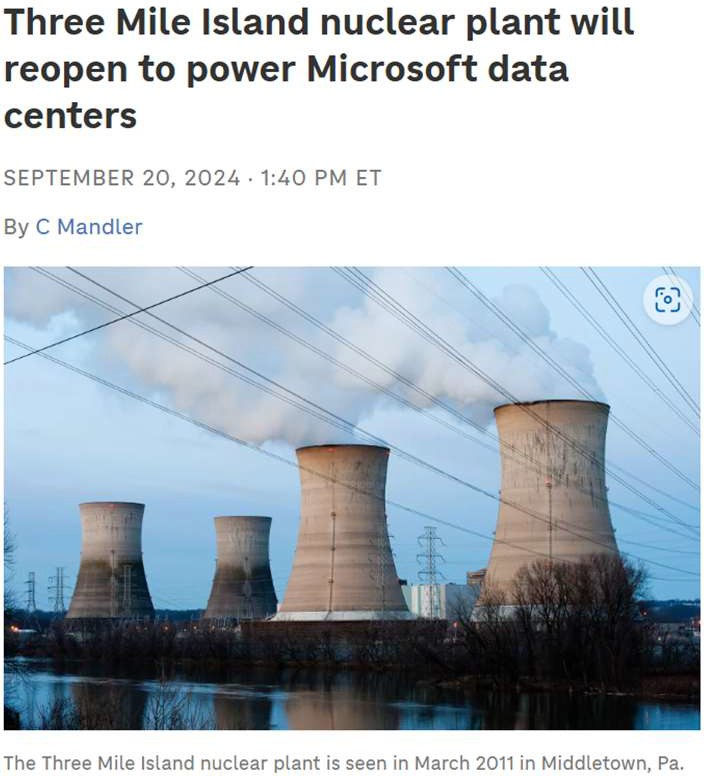 Three Mile Island nuclear plant will
reopen to power Microsoft data
centers
SEPTEMBER 20, 2024 · 1:40 PM ET
By C Mandler
The Three Mile Island nuclear plant is seen in March 2011 in Middletown, Pa.